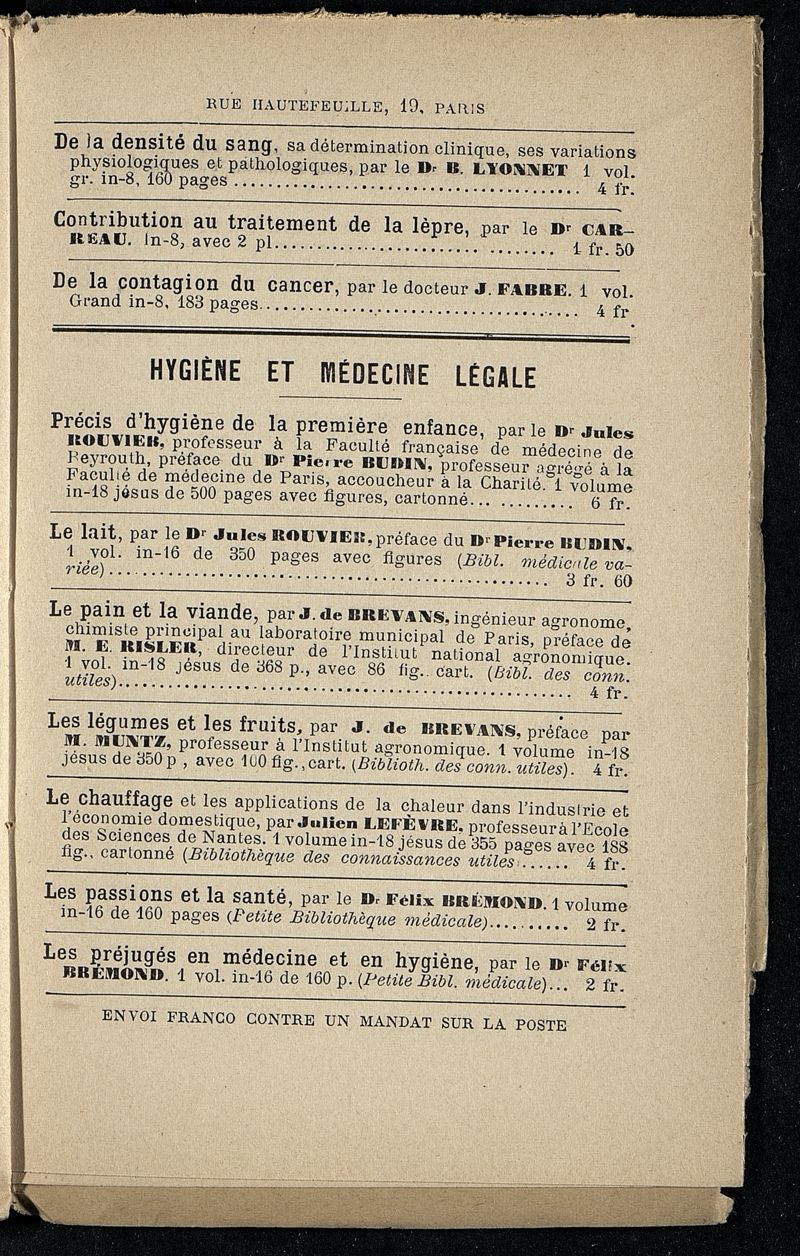 RUE HAUTEFEUILLE, 19, PARIS
De la densité du sang, sa détermination clinique, ses variations
physiologiques et pathologiques, par le Dr B. LYONNET 1 vol.
gr. in-8, 160 pages ........................................ 4 fr.
Contribution au traitement de la lèpre, par le Dr CAR-
REAU. In-8, avec 2 pl................................ 1 fr. 50
De la contagion du cancer, par le docteur J. FABRE. 1 vol.
Grand in-8, 183 pages..................................... 4 fr
HYGIÈNE ET MÉDECINE LÉGALE
Précis d'hygiène de la première enfance, par le Dr Jules
ROUVIER, professeur à la Faculté française de médecine de
Beyrouth, préface du Dr Pierre BUDIN, professeur agrégé à la
Faculté de médecine de Paris, accoucheur à la Charité. 1 volume
in-18 jésus de 500 pages avec figures, cartonné............. 6 fr.
Le lait, par le Dr Jules ROUVIER, préface du Dr Pierre BUDIN,
1 vol. in-16 de 350 pages avec figures (Bibl. médicale va-
riée)................................................ 3 fr. 60
Le pain et la viande, par J. de BREVANS, ingénieur agronome,
chimiste principal au laboratoire municipal de Paris, préface de
M. E. RISLER, directeur de l'Institut national agronomique.
1 vol. in-18 jésus de 368 p., avec 86 fig.. cart. (Bibl. des conn.
utiles)..................................................... 4 fr.
Les légumes et les fruits, par J. de BREVANS, préface par
M. MUNTZ, professeur à l'Institut agronomique. 1 volume in-18
jésus de 350 p , avec 100 fig., cart. (Biblioth. des conn. utiles). 4 fr.
Le chauffage et les applications de la chaleur dans l'industrie et
l'économie domestique, par Julien LEFÈVRE, professeur à l'Ecole
des Sciences de Nantes. 1 volume in-18 jésus de 355 pages avec 188
fig., cartonné (Bibliothèque des connaissances utiles)...... 4 fr.
Les passions et la santé, par le Dr Félix BRÉMOND. 1 volume
in-16 de 160 pages (Petite Bibliothèque médicale)........... 2 fr.
Les préjugés en médecine et en hygiène, par le Dr Félix
BRÉMOND. 1 vol. in-16 de 160 p. (Petite Bibl. médicale)... 2 fr.
ENVOI FRANCO CONTRE UN MANDAT SUR LA POSTE